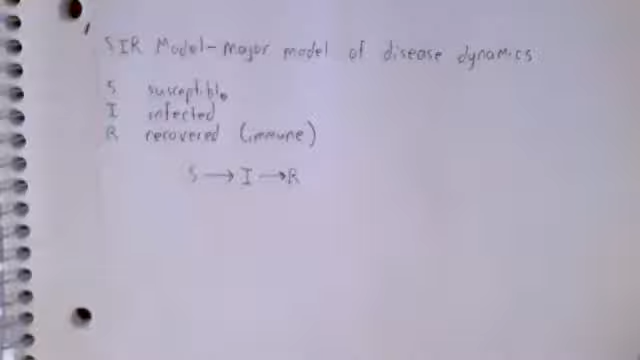 SIR Model - major model of disease dynamics
S susceptible
I infected
R recovered (immune)
S → I → R